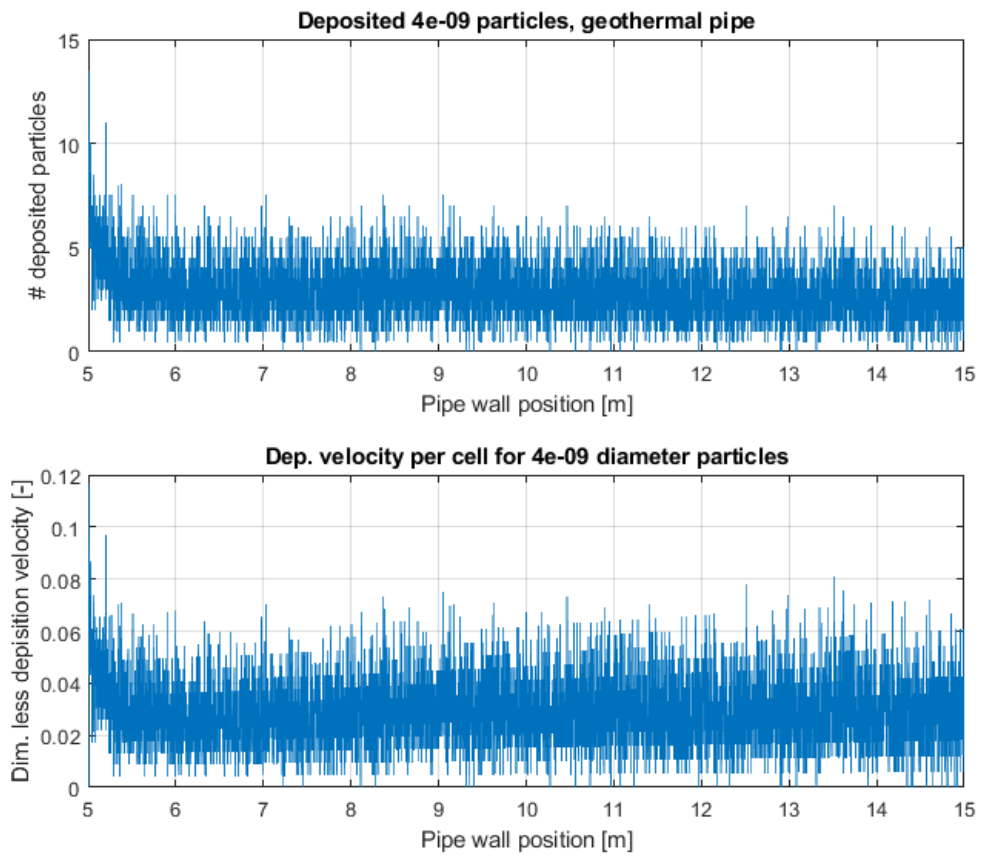 Deposited 4e-09 particles, geothermal pipe
# deposited particles
15
10
5
0
5 6 7 8 9 10 11 12 13 14 15
Pipe wall position [m]
Dep. velocity per cell for 4e-09 diameter particles
Dim. less depisition velocity [-]
0.12
0.1
0.08
0.06
0.04
0.02
0
5 6 7 8 9 10 11 12 13 14 15
Pipe wall position [m]